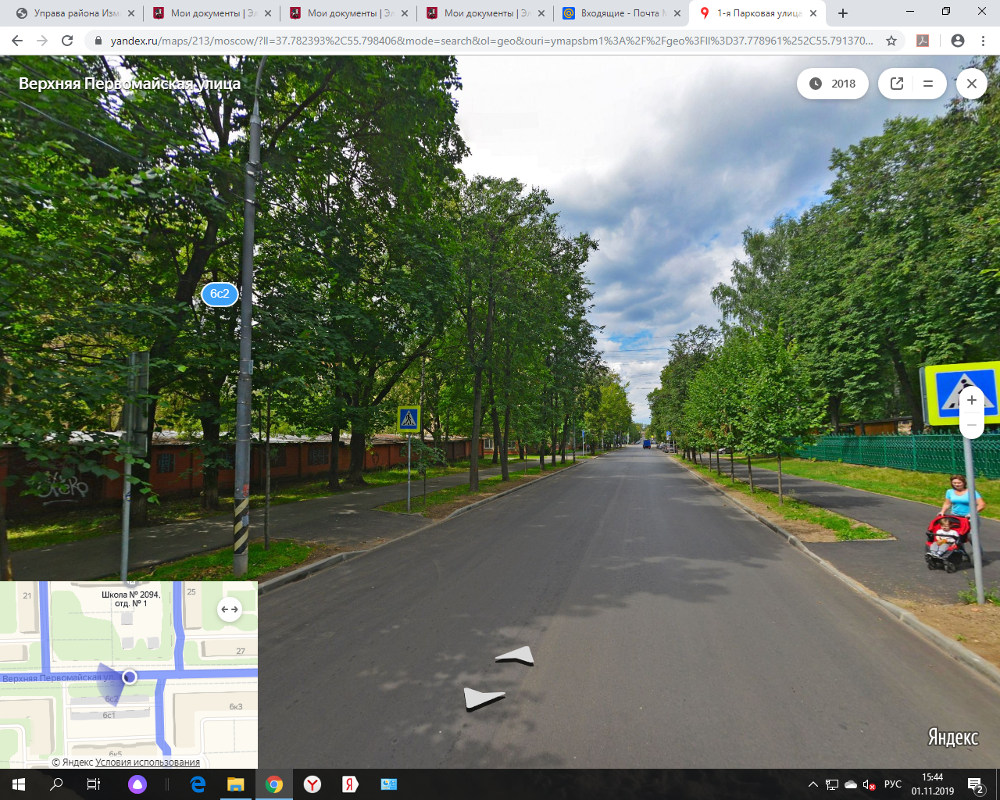 Управа района Изм
Мои документы | Эл
Мои документы | Эл
Мои документы | Эл
Входящие - Почта М
1-я Парковая улица
yandex.ru/maps/213/moscow/?ll=37.782393%2C55.798406&mode=search&ol=geo&ouri=ymapsbm1%3A%2F%2Fgeo%3Fll%3D37.778961%252C55.791370...
Верхняя Первомайская улица
2018
6с2
Школа № 2094,
отд. № 1
21
25
27
Верхняя Первомайская ул.
6с2
6с1
6к3
6к5
© Яндекс Условия использования
Яндекс
РУС
15:44
01.11.2019
2